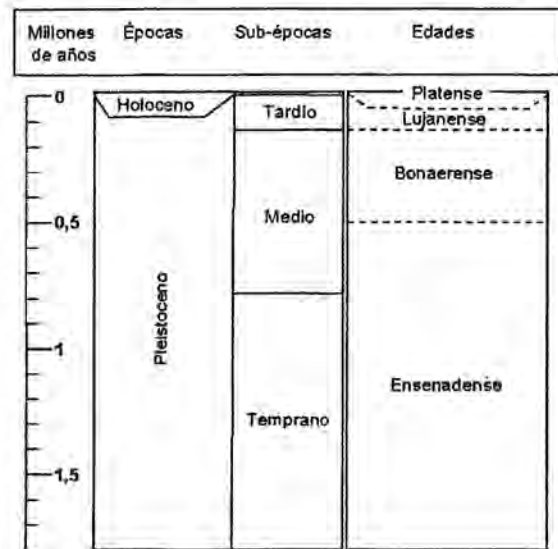 Millones de años
Épocas
Sub-épocas
Edades
0
Holoceno
Tardío
Platense
Lujanense
Bonaerense
0,5
Medio
Pleistoceno
1
Ensenadense
Temprano
1,5